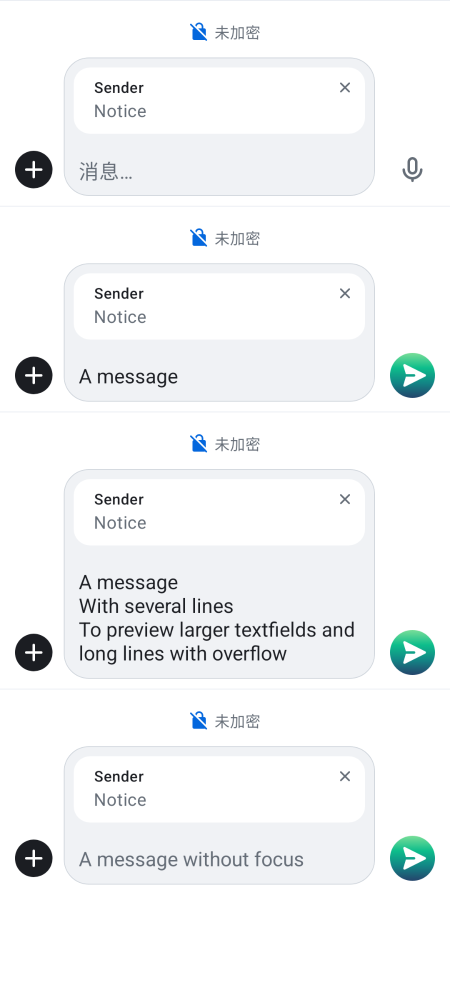 未加密
Sender
Notice
消息…
未加密
Sender
Notice
A message
未加密
Sender
Notice
A message
With several lines
To preview larger textfields and
long lines with overflow
未加密
Sender
Notice
A message without focus